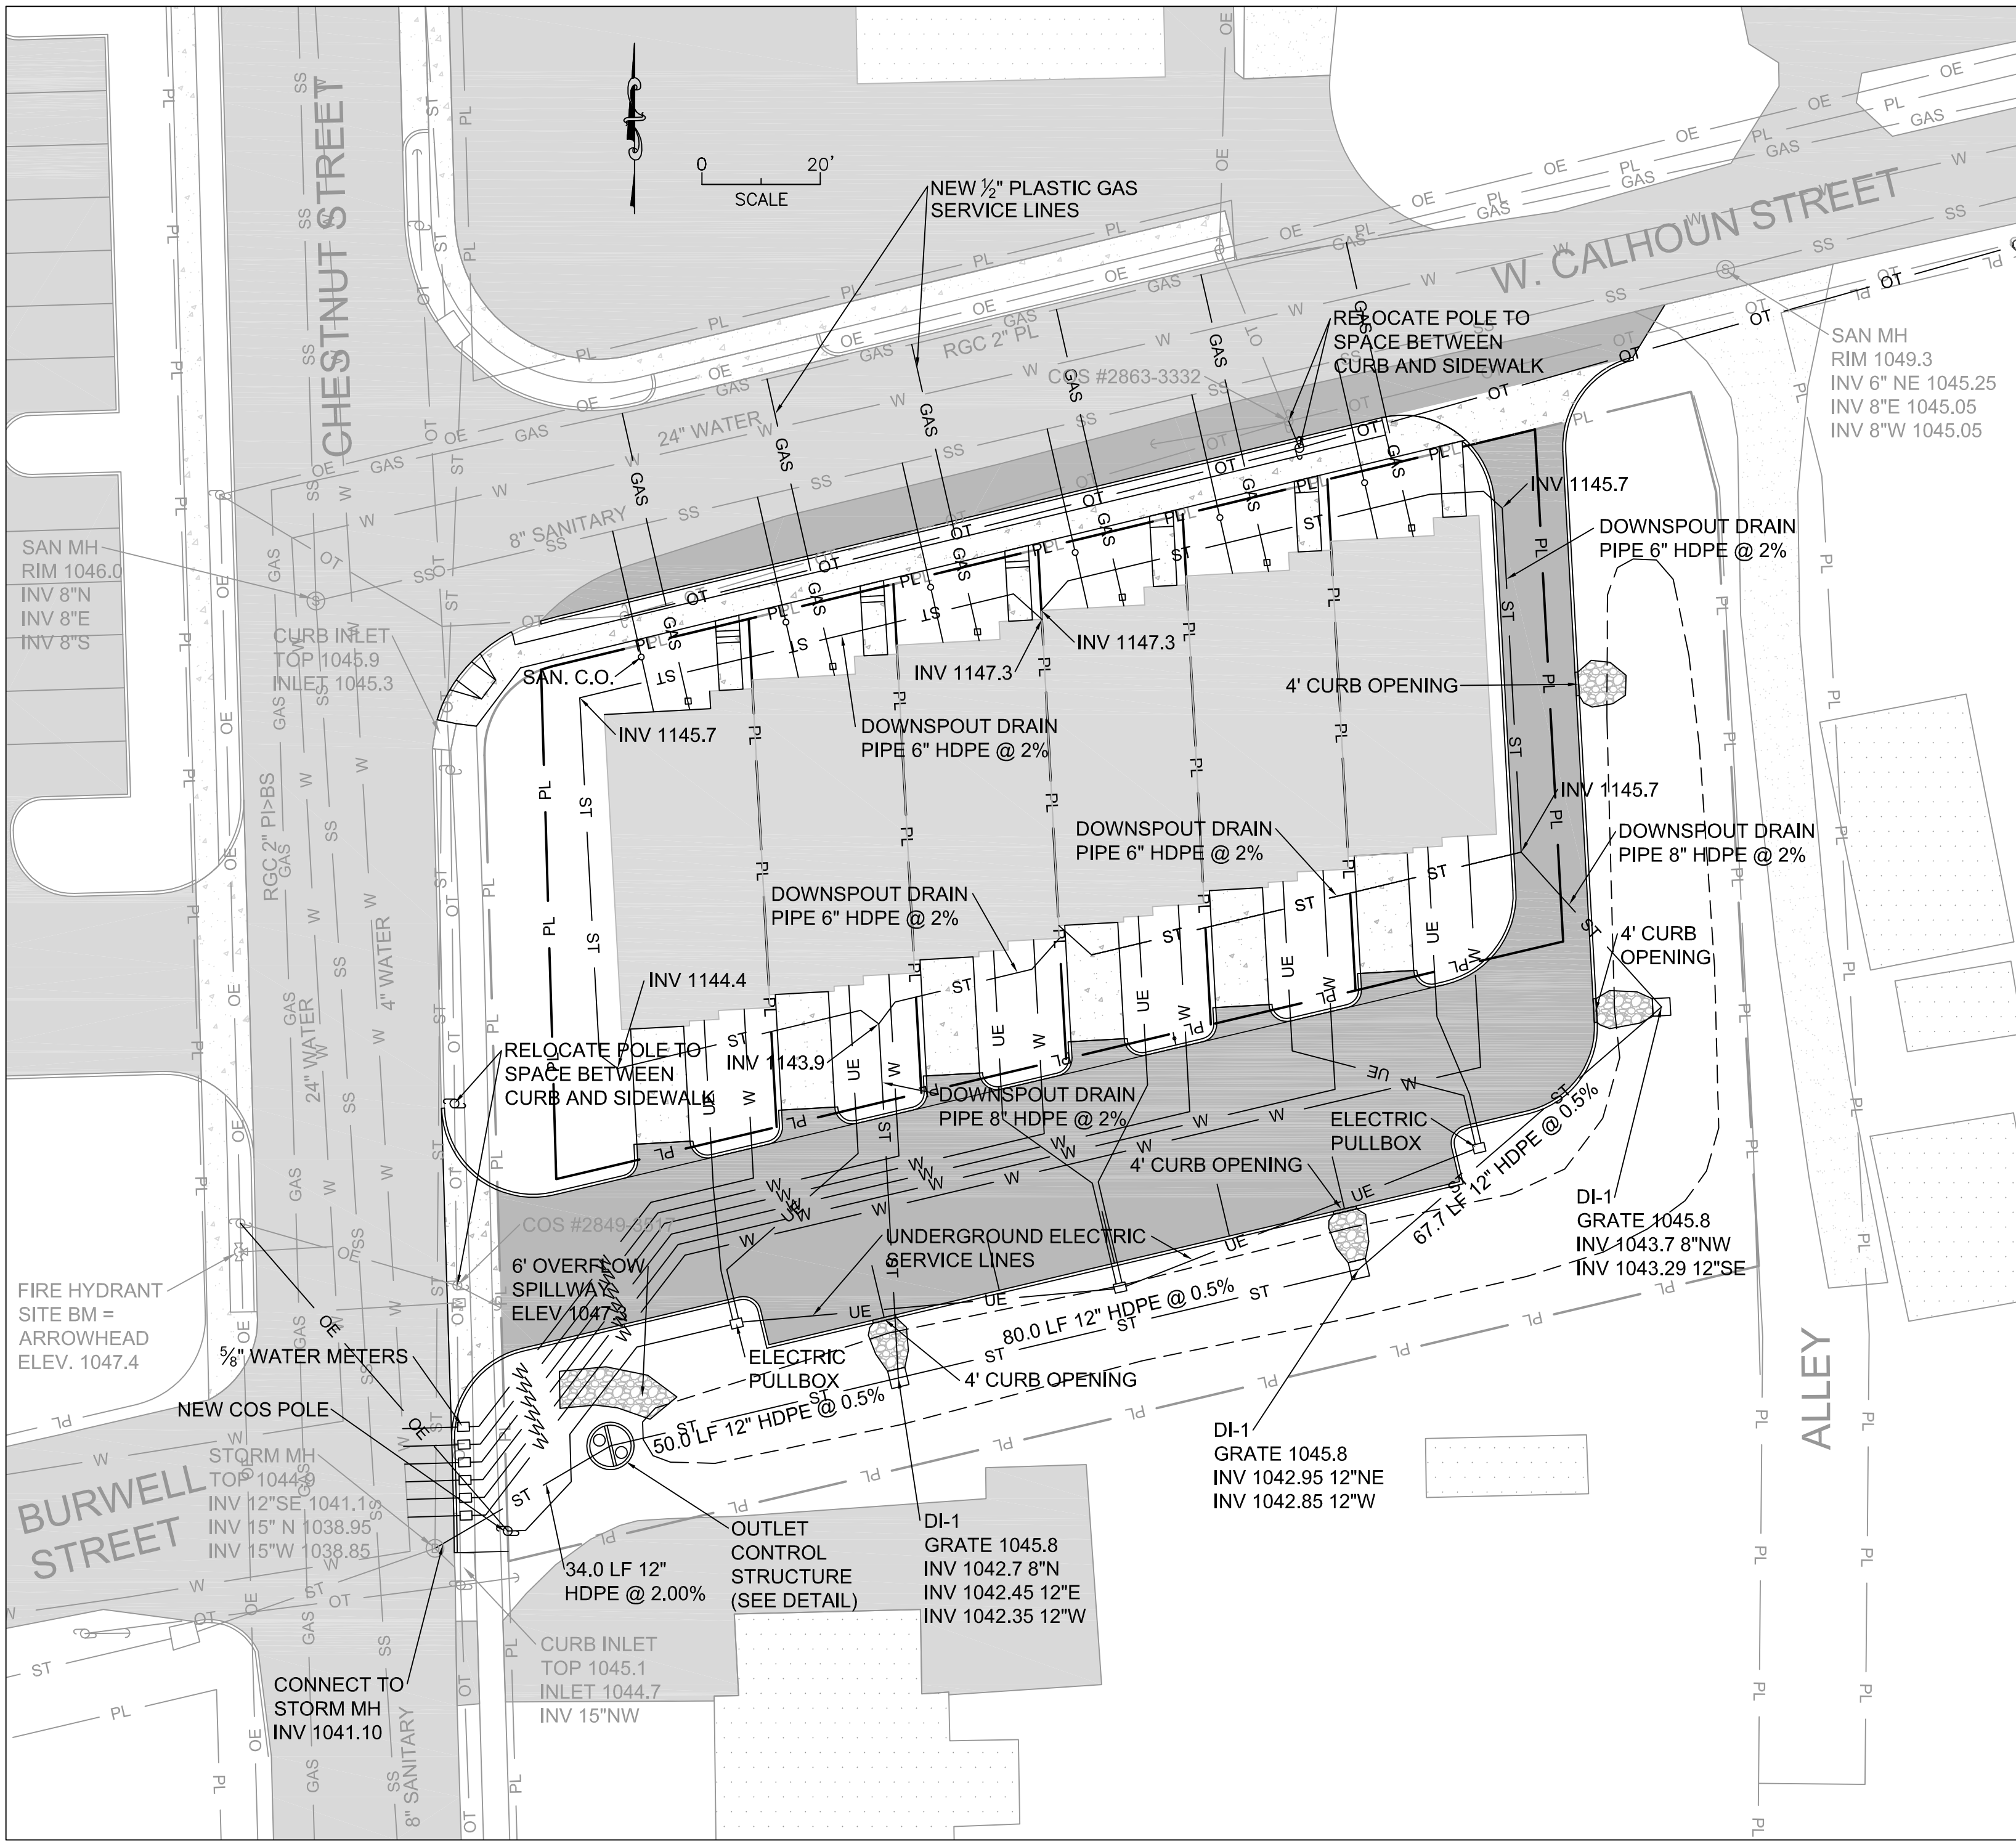 CHESTNUT STREET
0 20'
SCALE
NEW ½" PLASTIC GAS
SERVICE LINES
W. CALHOUN STREET
RGC 2" PL
COS #2863-3332
RELOCATE POLE TO
SPACE BETWEEN
CURB AND SIDEWALK
SAN MH
RIM 1049.3
INV 6" NE 1045.25
INV 8"E 1045.05
INV 8"W 1045.05
24" WATER
8" SANITARY
SAN MH
RIM 1046.0
INV 8"N
INV 8"E
INV 8"S
CURB INLET
TOP 1045.9
INLET 1045.3
SAN. C.O.
INV 1145.7
INV 1147.3
INV 1147.3
DOWNSPOUT DRAIN
PIPE 6" HDPE @ 2%
INV 1145.7
DOWNSPOUT DRAIN
PIPE 6" HDPE @ 2%
4' CURB OPENING
INV 1145.7
DOWNSPOUT DRAIN
PIPE 8" HDPE @ 2%
DOWNSPOUT DRAIN
PIPE 6" HDPE @ 2%
DOWNSPOUT DRAIN
PIPE 6" HDPE @ 2%
4' CURB
OPENING
RGC 2" PI>BS
4" WATER
24" WATER
INV 1144.4
RELOCATE POLE TO
SPACE BETWEEN
CURB AND SIDEWALK
INV 1143.9
DOWNSPOUT DRAIN
PIPE 8" HDPE @ 2%
ELECTRIC
PULLBOX
4' CURB OPENING
67.7 LF 12" HDPE @ 0.5%
DI-1
GRATE 1045.8
INV 1043.7 8"NW
INV 1043.29 12"SE
COS #2849-3517
6' OVERFLOW
SPILLWAY
ELEV 1047
UNDERGROUND ELECTRIC
SERVICE LINES
FIRE HYDRANT
SITE BM =
ARROWHEAD
ELEV. 1047.4
⅝" WATER METERS
80.0 LF 12" HDPE @ 0.5%
ELECTRIC
PULLBOX
4' CURB OPENING
NEW COS POLE
50.0 LF 12" HDPE @ 0.5%
ALLEY
BURWELL
STREET
STORM MH
TOP 1044.9
INV 12"SE 1041.1
INV 15" N 1038.95
INV 15"W 1038.85
DI-1
GRATE 1045.8
INV 1042.95 12"NE
INV 1042.85 12"W
OUTLET
CONTROL
STRUCTURE
(SEE DETAIL)
DI-1
GRATE 1045.8
INV 1042.7 8"N
INV 1042.45 12"E
INV 1042.35 12"W
34.0 LF 12"
HDPE @ 2.00%
CURB INLET
TOP 1045.1
INLET 1044.7
INV 15"NW
CONNECT TO
STORM MH
INV 1041.10
8" SANITARY